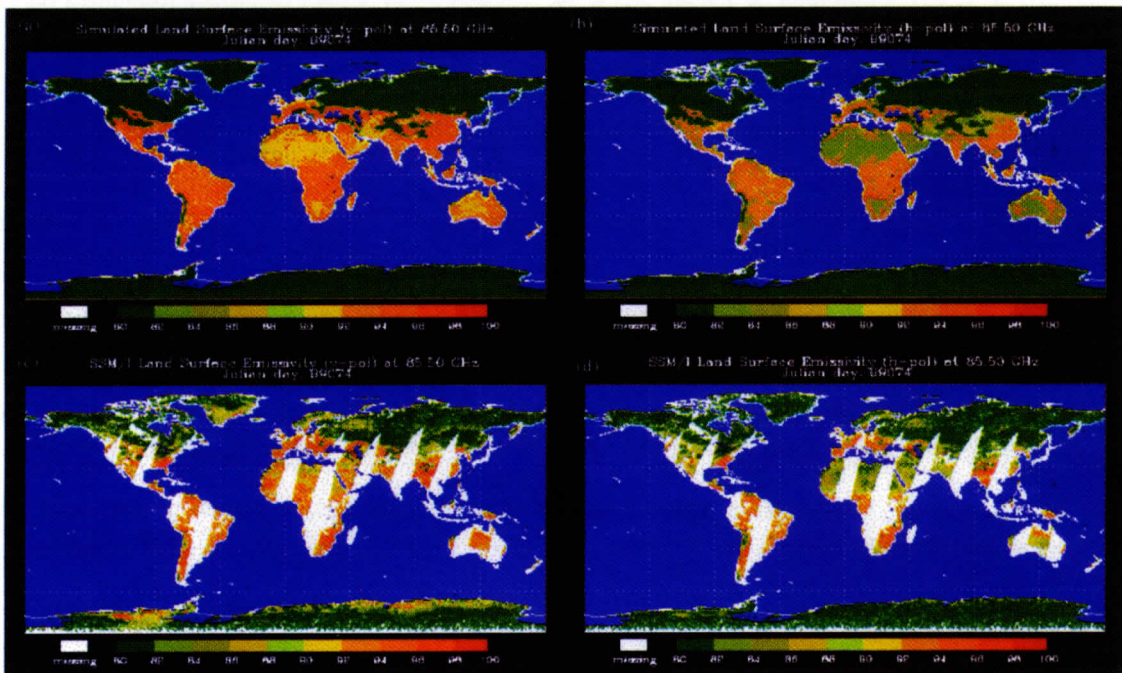 (a) Simulated Land Surface Emissivity (v-pol) at 85.50 GHz
Julian day 89074
missing 80 82 84 86 88 90 92 94 96 98 100
(b) Simulated Land Surface Emissivity (h-pol) at 85.50 GHz
Julian day 89074
missing 80 82 84 86 88 90 92 94 96 98 100
(c) SSM/I Land Surface Emissivity (v-pol) at 85.50 GHz
Julian day 89074
missing 80 82 84 86 88 90 92 94 96 98 100
(d) SSM/I Land Surface Emissivity (h-pol) at 85.50 GHz
Julian day 89074
missing 80 82 84 86 88 90 92 94 96 98 100